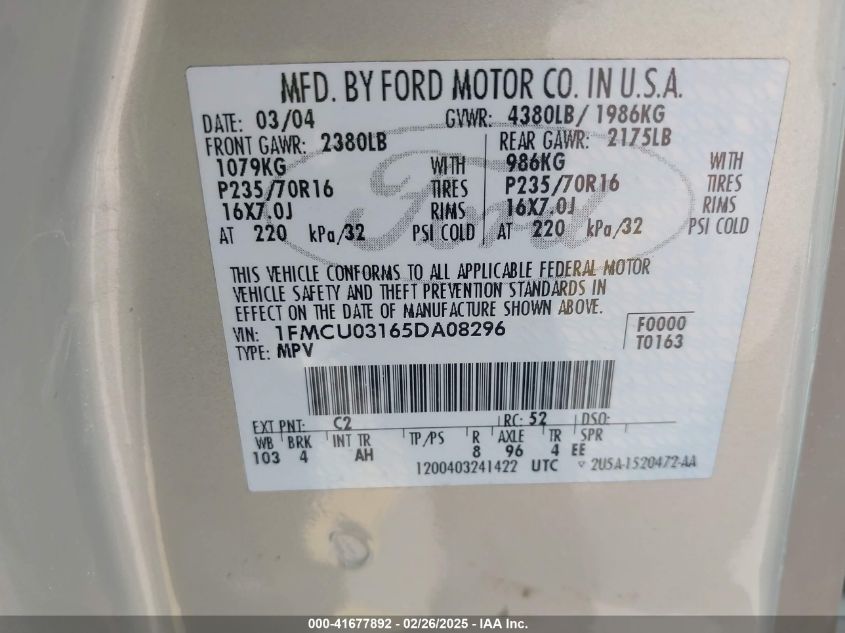 MFD. BY FORD MOTOR CO. IN U.S.A.
DATE: 03/04 GVWR: 4380LB/ 1986KG
FRONT GAWR: 2380LB REAR GAWR: 2175LB
1079KG WITH 986KG WITH
P235/70R16 TIRES P235/70R16 TIRES
16X7.0J RIMS 16X7.0J RIMS
AT 220 kPa/32 PSI COLD AT 220 kPa/32 PSI COLD
Ford
THIS VEHICLE CONFORMS TO ALL APPLICABLE FEDERAL MOTOR
VEHICLE SAFETY AND THEFT PREVENTION STANDARDS IN
EFFECT ON THE DATE OF MANUFACTURE SHOWN ABOVE.
VIN: 1FMCU03165DA08296 F0000
TYPE: MPV T0163
EXT PNT: C2 RC: 52 DSO:
WB BRK INT TR TP/PS R AXLE TR SPR
103 4 AH 8 96 4 EE
1200403241422 UTC ▽ 2U5A-1520472-AA
000-41677892 - 02/26/2025 - IAA Inc.